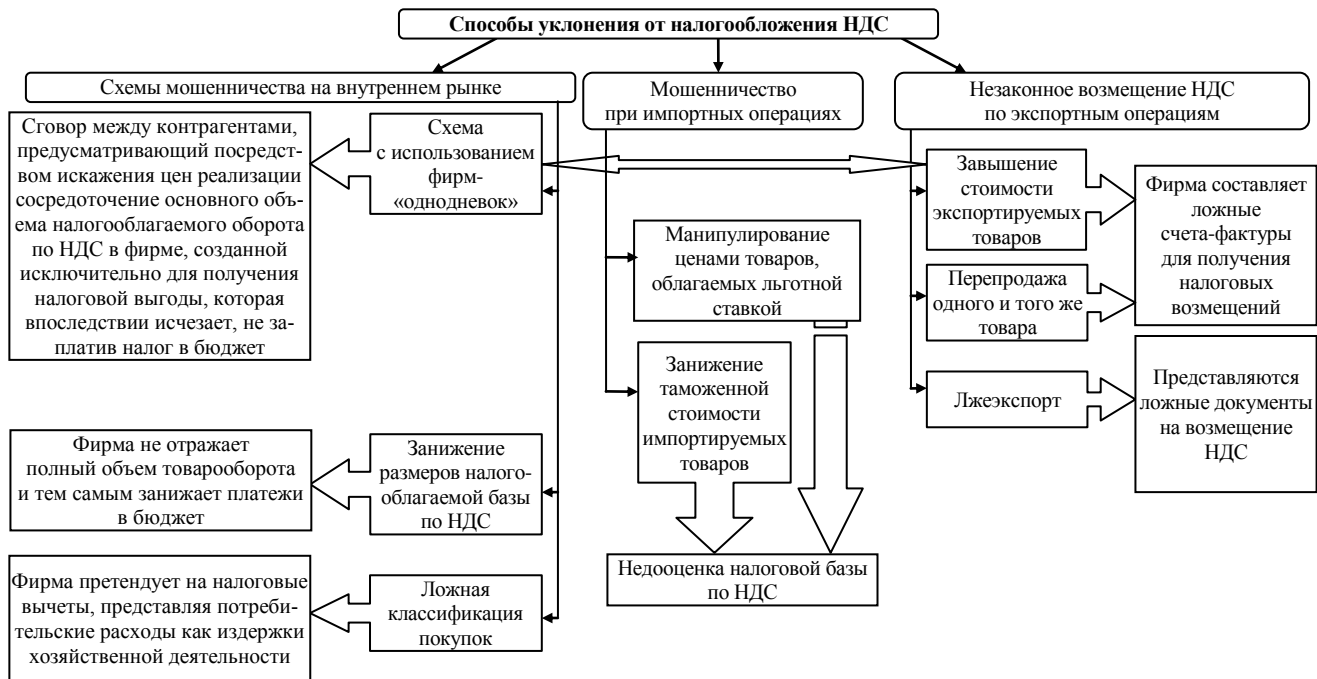 Способы уклонения от налогообложения НДС
Схемы мошенничества на внутреннем рынке
Сговор между контрагентами,
предусматривающий посредст-
вом искажения цен реализации
сосредоточение основного объ-
ема налогооблагаемого оборота
по НДС в фирме, созданной
исключительно для получения
налоговой выгоды, которая
впоследствии исчезает, не за-
платив налог в бюджет
Схема
с использованием
фирм-
«однодневок»
Фирма не отражает
полный объем товарооборота
и тем самым занижает платежи
в бюджет
Занижение
размеров налого-
облагаемой базы
по НДС
Фирма претендует на налоговые
вычеты, представляя потреби-
тельские расходы как издержки
хозяйственной деятельности
Ложная
классификация
покупок
Мошенничество
при импортных операциях
Манипулирование
ценами товаров,
облагаемых льготной
ставкой
Занижение
таможенной
стоимости
импортируемых
товаров
Недооценка налоговой базы
по НДС
Незаконное возмещение НДС
по экспортным операциям
Завышение
стоимости
экспортируемых
товаров
Перепродажа
одного и того же
товара
Фирма составляет
ложные
счета-фактуры
для получения
налоговых
возмещений
Лжеэкспорт
Представляются
ложные документы
на возмещение
НДС